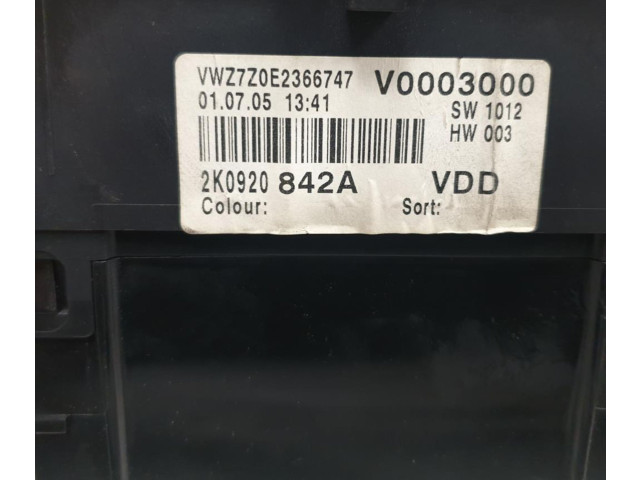 VWZ7Z0E2366747 V0003000
01.07.05 13:41 SW 1012
HW 003
2K0920 842A VDD
Colour: Sort: